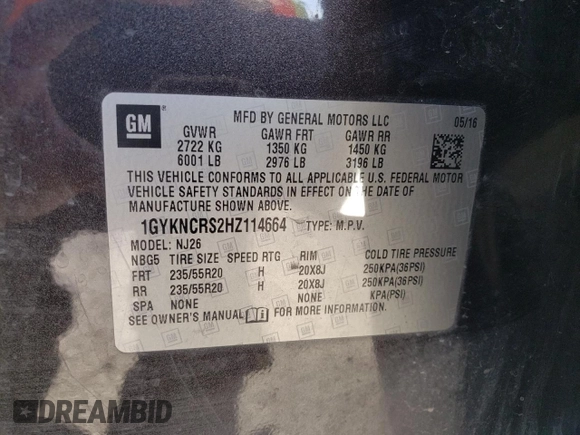 GM
MFD BY GENERAL MOTORS LLC 05/16
GVWR GAWR FRT GAWR RR
2722 KG 1350 KG 1450 KG
6001 LB 2976 LB 3196 LB
THIS VEHICLE CONFORMS TO ALL APPLICABLE U.S. FEDERAL MOTOR
VEHICLE SAFETY STANDARDS IN EFFECT ON THE DATE OF
MANUFACTURE SHOWN ABOVE.
1GYKNCRS2HZ114664 TYPE: M.P.V.
MODEL: NJ26
NBG5 TIRE SIZE SPEED RTG RIM COLD TIRE PRESSURE
FRT 235/55R20 H 20X8J 250KPA(36PSI)
RR 235/55R20 H 20X8J 250KPA(36PSI)
SPA NONE NONE KPA(PSI)
SEE OWNER'S MANUAL FOR MORE INFORMATION.
DREAMBID